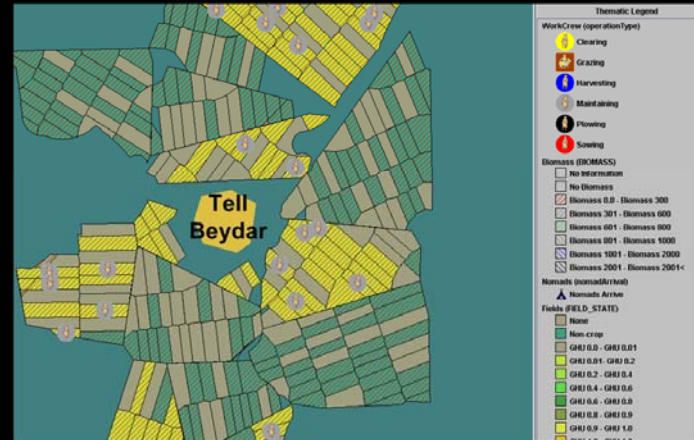 Tell
Beydar
Thematic Legend
WorkCrew (operationType)
Clearing
Grazing
Harvesting
Maintaining
Plowing
Sowing
Biomass (BIOMASS)
No Information
No Biomass
Biomass 0.0 - Biomass 300
Biomass 301 - Biomass 600
Biomass 601 - Biomass 800
Biomass 801 - Biomass 1000
Biomass 1001 - Biomass 2000
Biomass 2001 - Biomass 2001<
Nomads (nomadArrival)
Nomads Arrive
Fields (FIELD_STATE)
None
Non-crop
GHU 0.0 - GHU 0.01
GHU 0.01 - GHU 0.2
GHU 0.2 - GHU 0.4
GHU 0.4 - GHU 0.6
GHU 0.6 - GHU 0.8
GHU 0.8 - GHU 0.9
GHU 0.9 - GHU 1.0